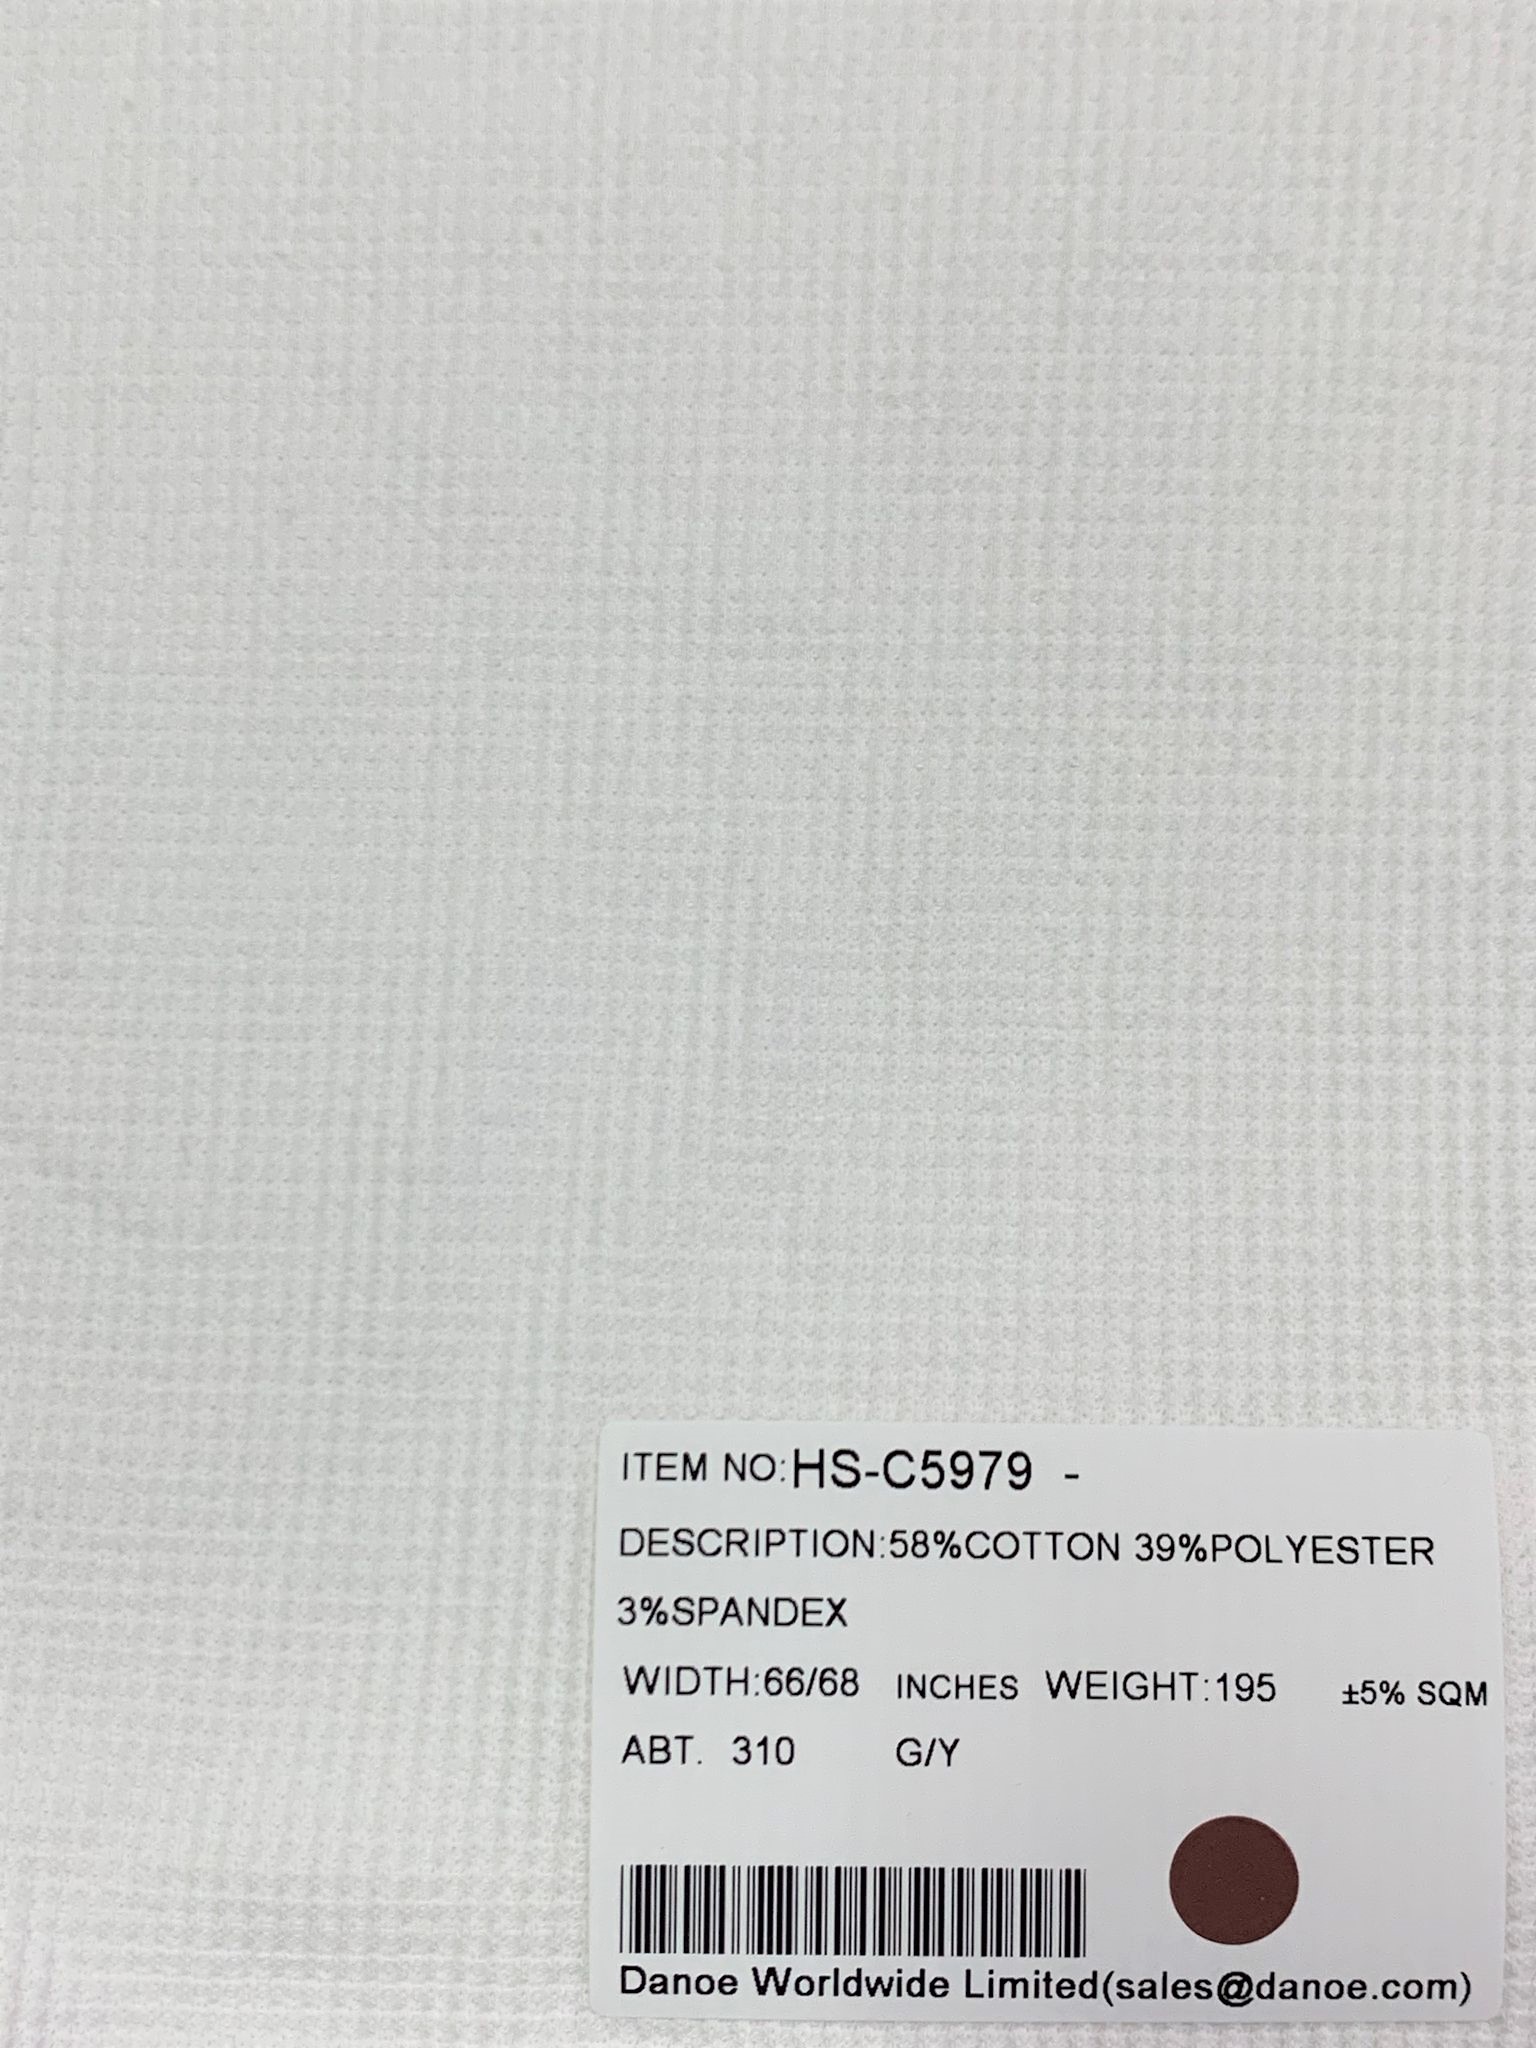 ITEM NO:HS-C5979 -
DESCRIPTION:58%COTTON 39%POLYESTER
3%SPANDEX
WIDTH:66/68 INCHES WEIGHT:195 ±5% SQM
ABT. 310 G/Y
Danoe Worldwide Limited(sales@danoe.com)